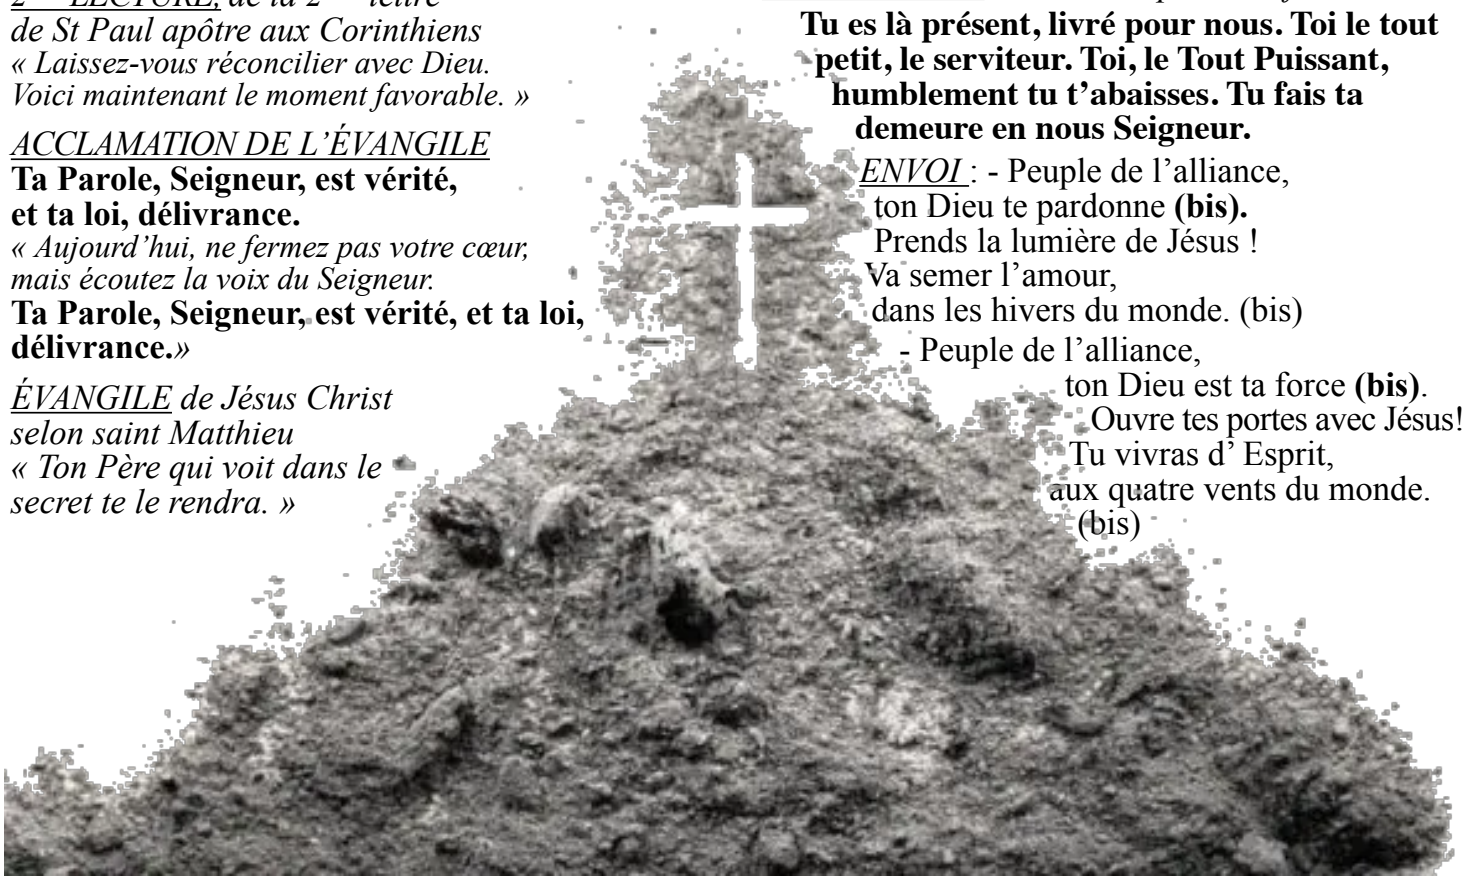 LECTURE, de la 2 lettre
de St Paul apôtre aux Corinthiens
« Laissez-vous réconcilier avec Dieu.
Voici maintenant le moment favorable. »
ACCLAMATION DE L’ÉVANGILE
Ta Parole, Seigneur, est vérité,
et ta loi, délivrance.
« Aujourd’hui, ne fermez pas votre cœur,
mais écoutez la voix du Seigneur.
Ta Parole, Seigneur, est vérité, et ta loi,
délivrance.»
ÉVANGILE de Jésus Christ
selon saint Matthieu
« Ton Père qui voit dans le
secret te le rendra. »
Tu es là présent, livré pour nous. Toi le tout
petit, le serviteur. Toi, le Tout Puissant,
humblement tu t’abaisses. Tu fais ta
demeure en nous Seigneur.
ENVOI : - Peuple de l’alliance,
ton Dieu te pardonne (bis).
Prends la lumière de Jésus !
Va semer l’amour,
dans les hivers du monde. (bis)
- Peuple de l’alliance,
ton Dieu est ta force (bis).
Ouvre tes portes avec Jésus!
Tu vivras d’ Esprit,
aux quatre vents du monde.
(bis)